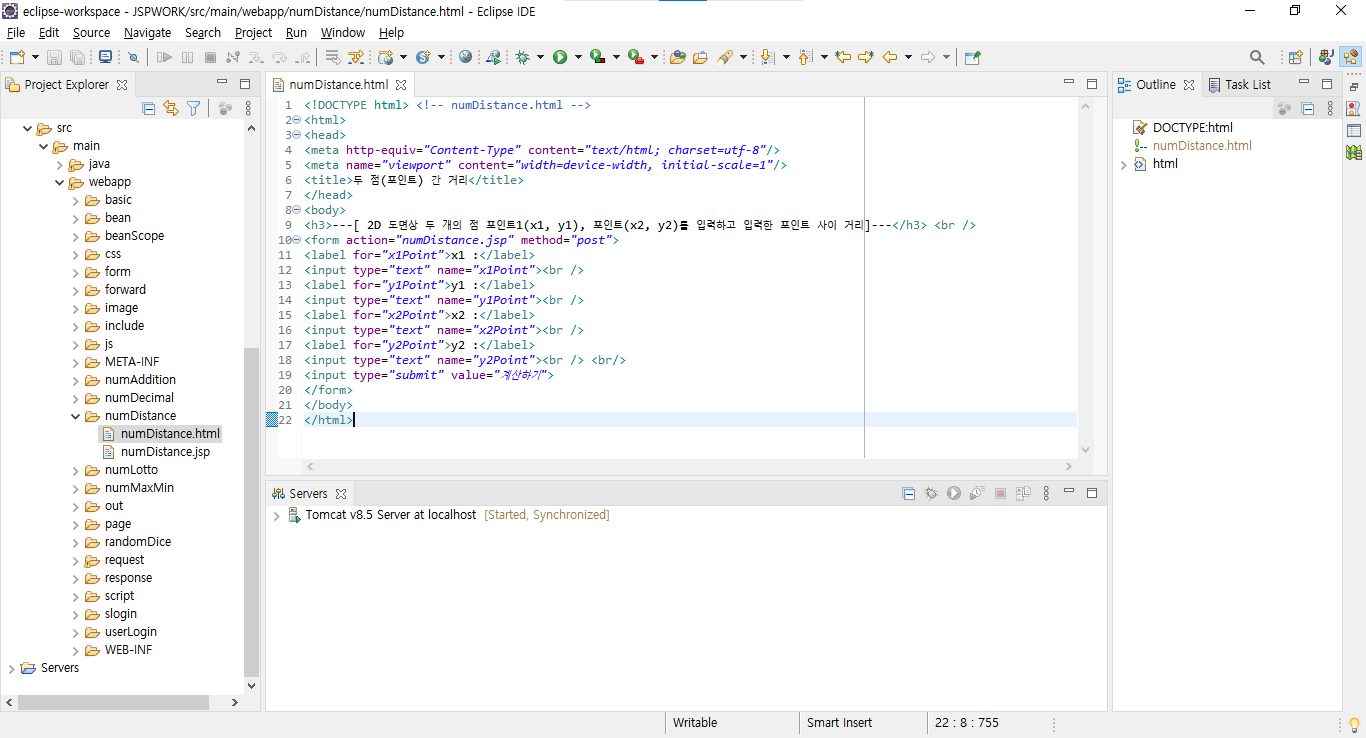 eclipse-workspace - JSPWORK/src/main/webapp/numDistance/numDistance.html - Eclipse IDE
File Edit Source Navigate Search Project Run Window Help
Project Explorer
src
main
java
webapp
basic
bean
beanScope
css
form
forward
image
include
js
META-INF
numAddition
numDecimal
numDistance
numDistance.html
numDistance.jsp
numLotto
numMaxMin
out
page
randomDice
request
response
script
slogin
userLogin
WEB-INF
Servers
numDistance.html
1 <!DOCTYPE html> <!-- numDistance.html -->
2 <html>
3 <head>
4 <meta http-equiv="Content-Type" content="text/html; charset=utf-8"/>
5 <meta name="viewport" content="width=device-width, initial-scale=1"/>
6 <title>두 점(포인트) 간 거리</title>
7 </head>
8 <body>
9 <h3>---[ 2D 도면상 두 개의 점 포인트1(x1, y1), 포인트(x2, y2)를 입력하고 입력한 포인트 사이 거리]---</h3> <br />
10 <form action="numDistance.jsp" method="post">
11 <label for="x1Point">x1 :</label>
12 <input type="text" name="x1Point"><br />
13 <label for="y1Point">y1 :</label>
14 <input type="text" name="y1Point"><br />
15 <label for="x2Point">x2 :</label>
16 <input type="text" name="x2Point"><br />
17 <label for="y2Point">y2 :</label>
18 <input type="text" name="y2Point"><br /> <br/>
19 <input type="submit" value="계산하기">
20 </form>
21 </body>
22 </html>
Servers
Tomcat v8.5 Server at localhost [Started, Synchronized]
Outline
Task List
DOCTYPE:html
numDistance.html
html
Writable
Smart Insert
22 : 8 : 755